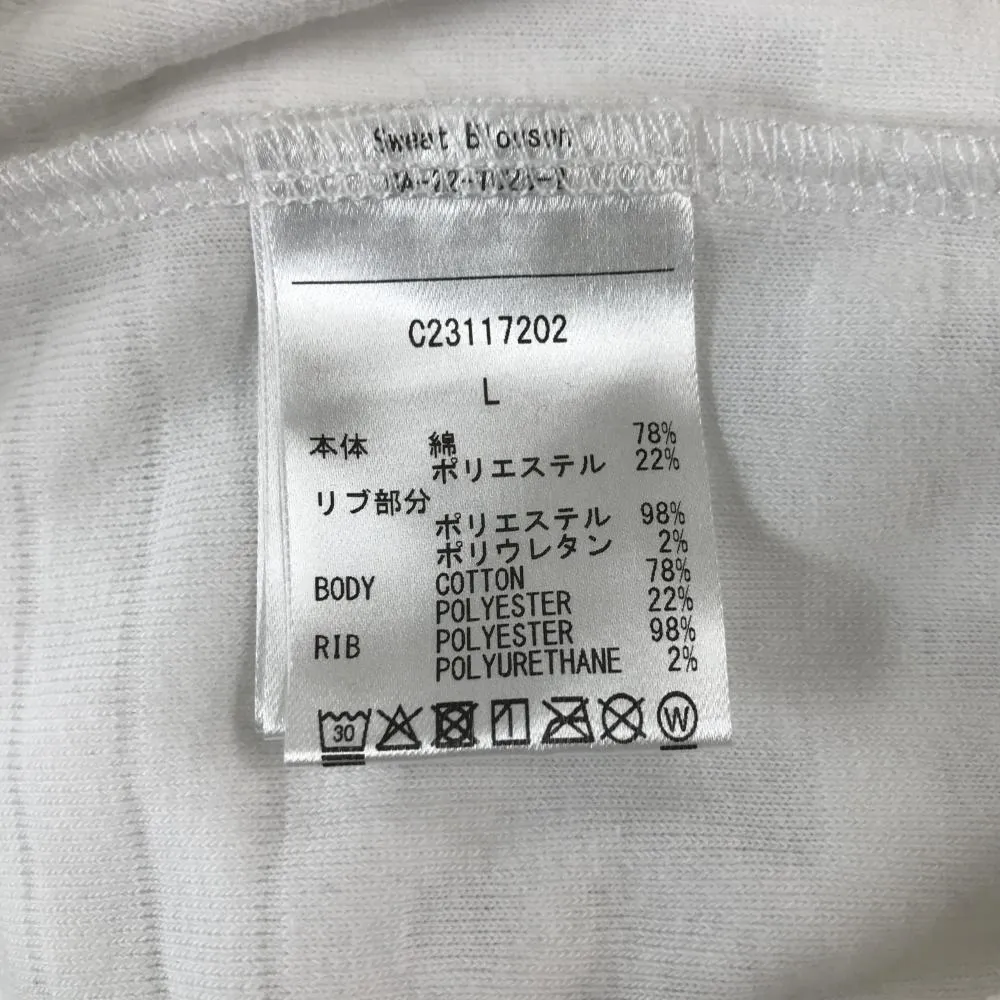 Sweat blouson
C23117202
L
本体 綿 78%
ポリエステル 22%
リブ部分
ポリエステル 98%
ポリウレタン 2%
BODY COTTON 78%
POLYESTER 22%
RIB POLYESTER 98%
POLYURETHANE 2%
30 W